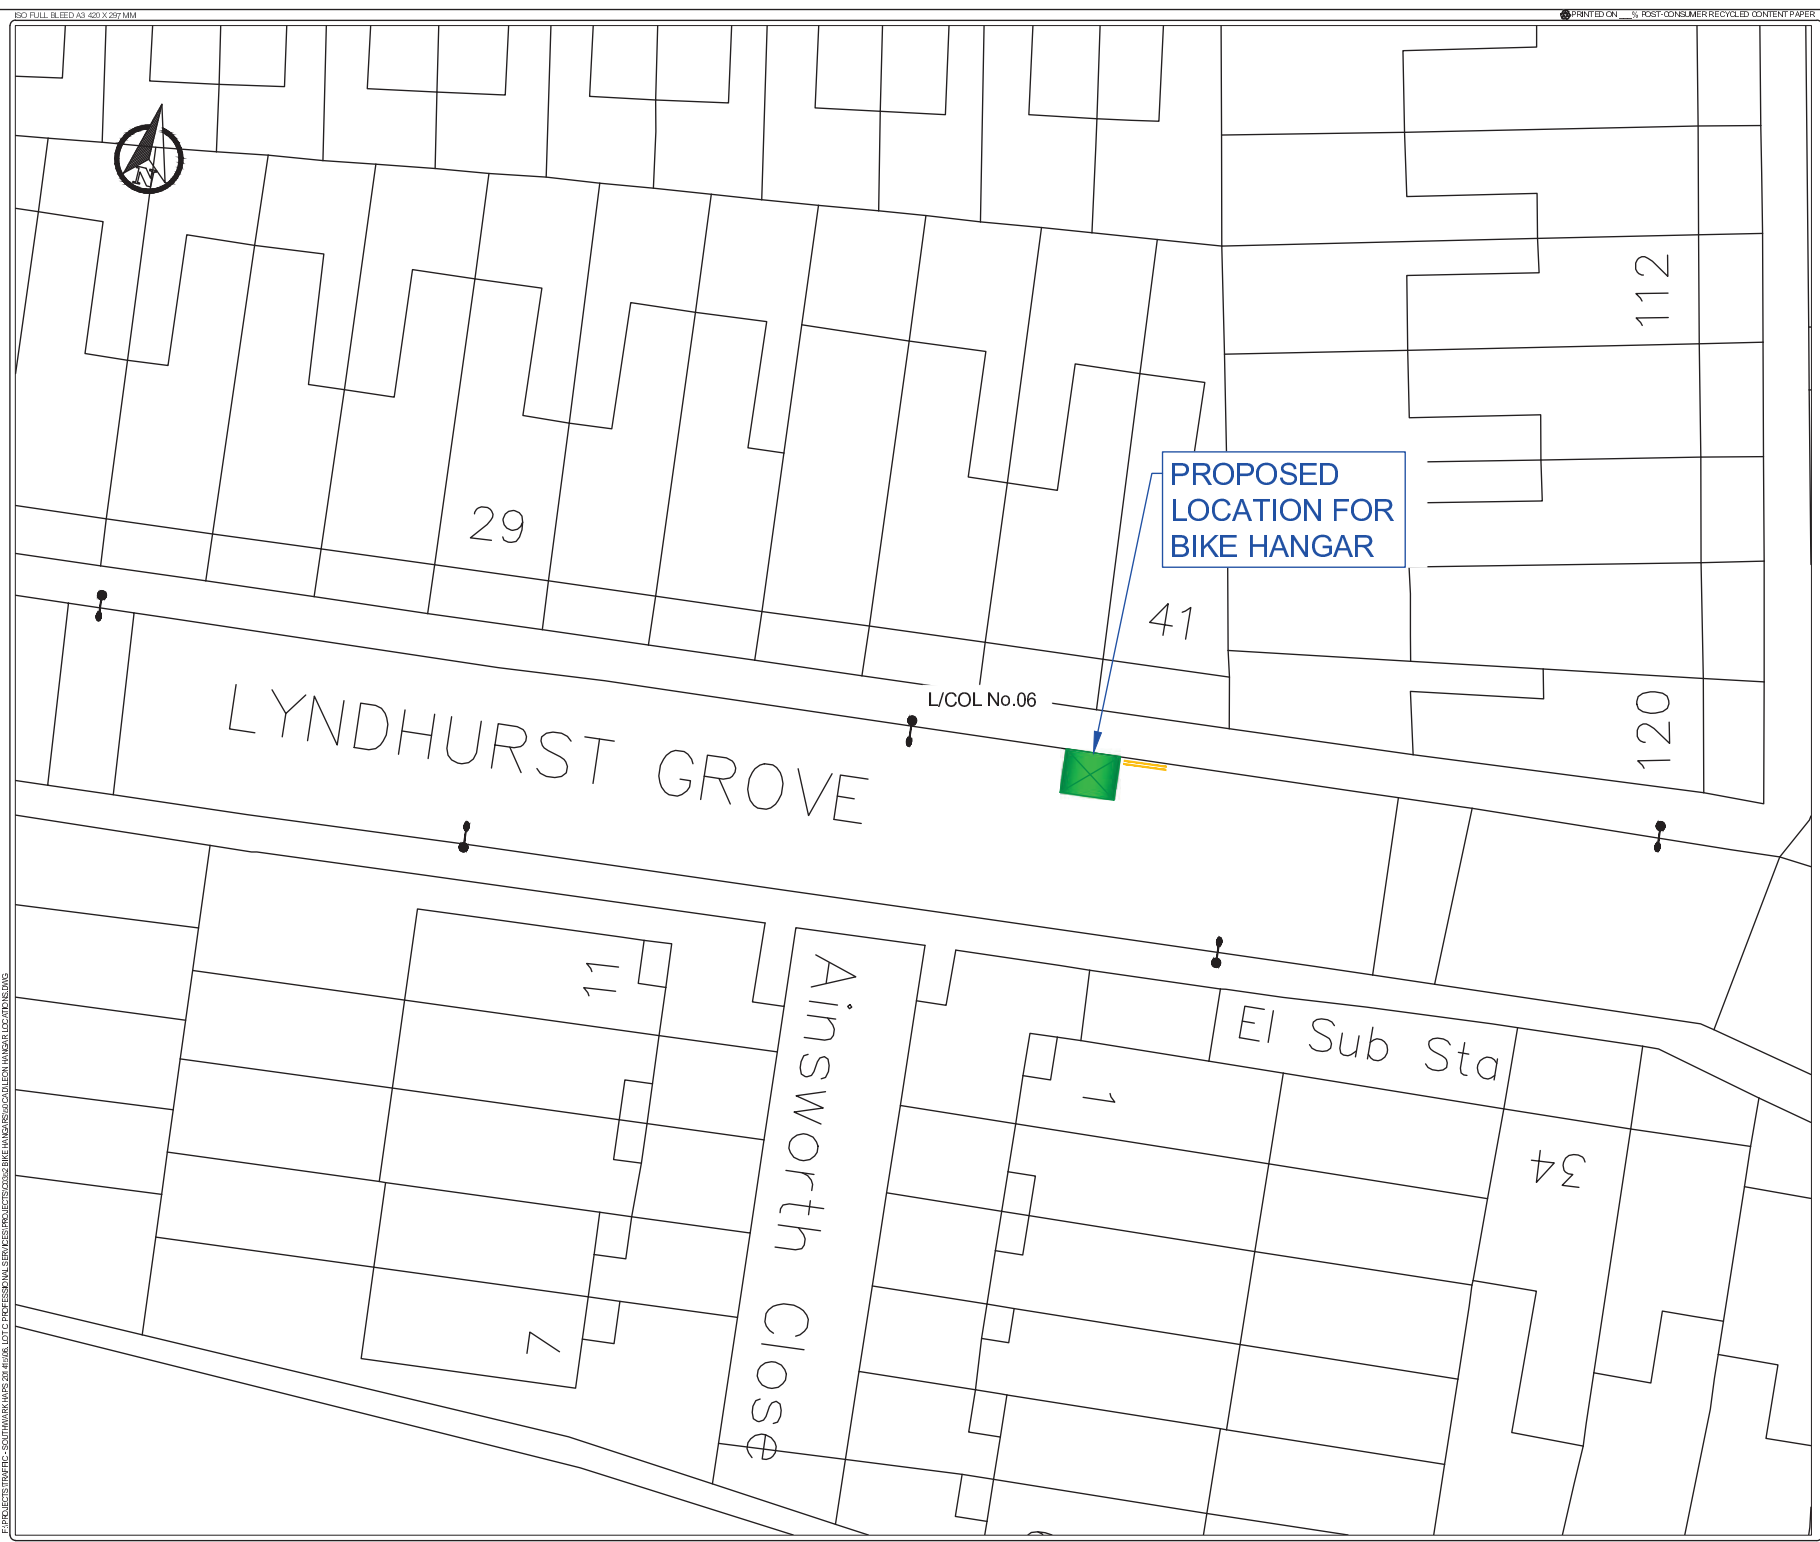 ISO FULL BLEED A3 420 X 297 MM
PRINTED ON ___% POST-CONSUMER RECYCLED CONTENT PAPER
N
112
PROPOSED
LOCATION FOR
BIKE HANGAR
29
41
L/COL No.06
LYNDHURST GROVE
120
11
Ainsworth Close
El Sub Sta
1
34
7